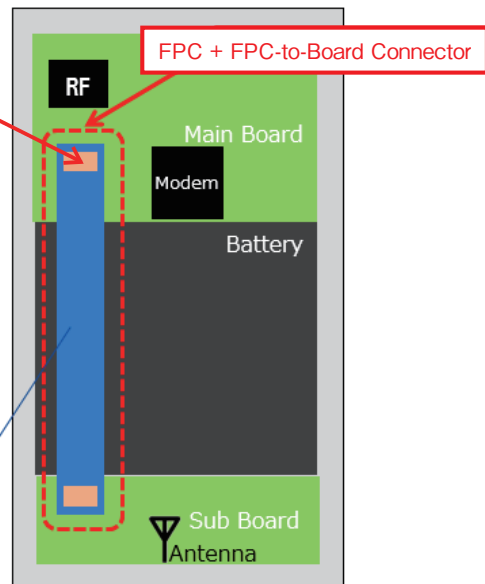 FPC + FPC-to-Board Connector
RF
Main Board
Modem
Battery
Sub Board
Antenna